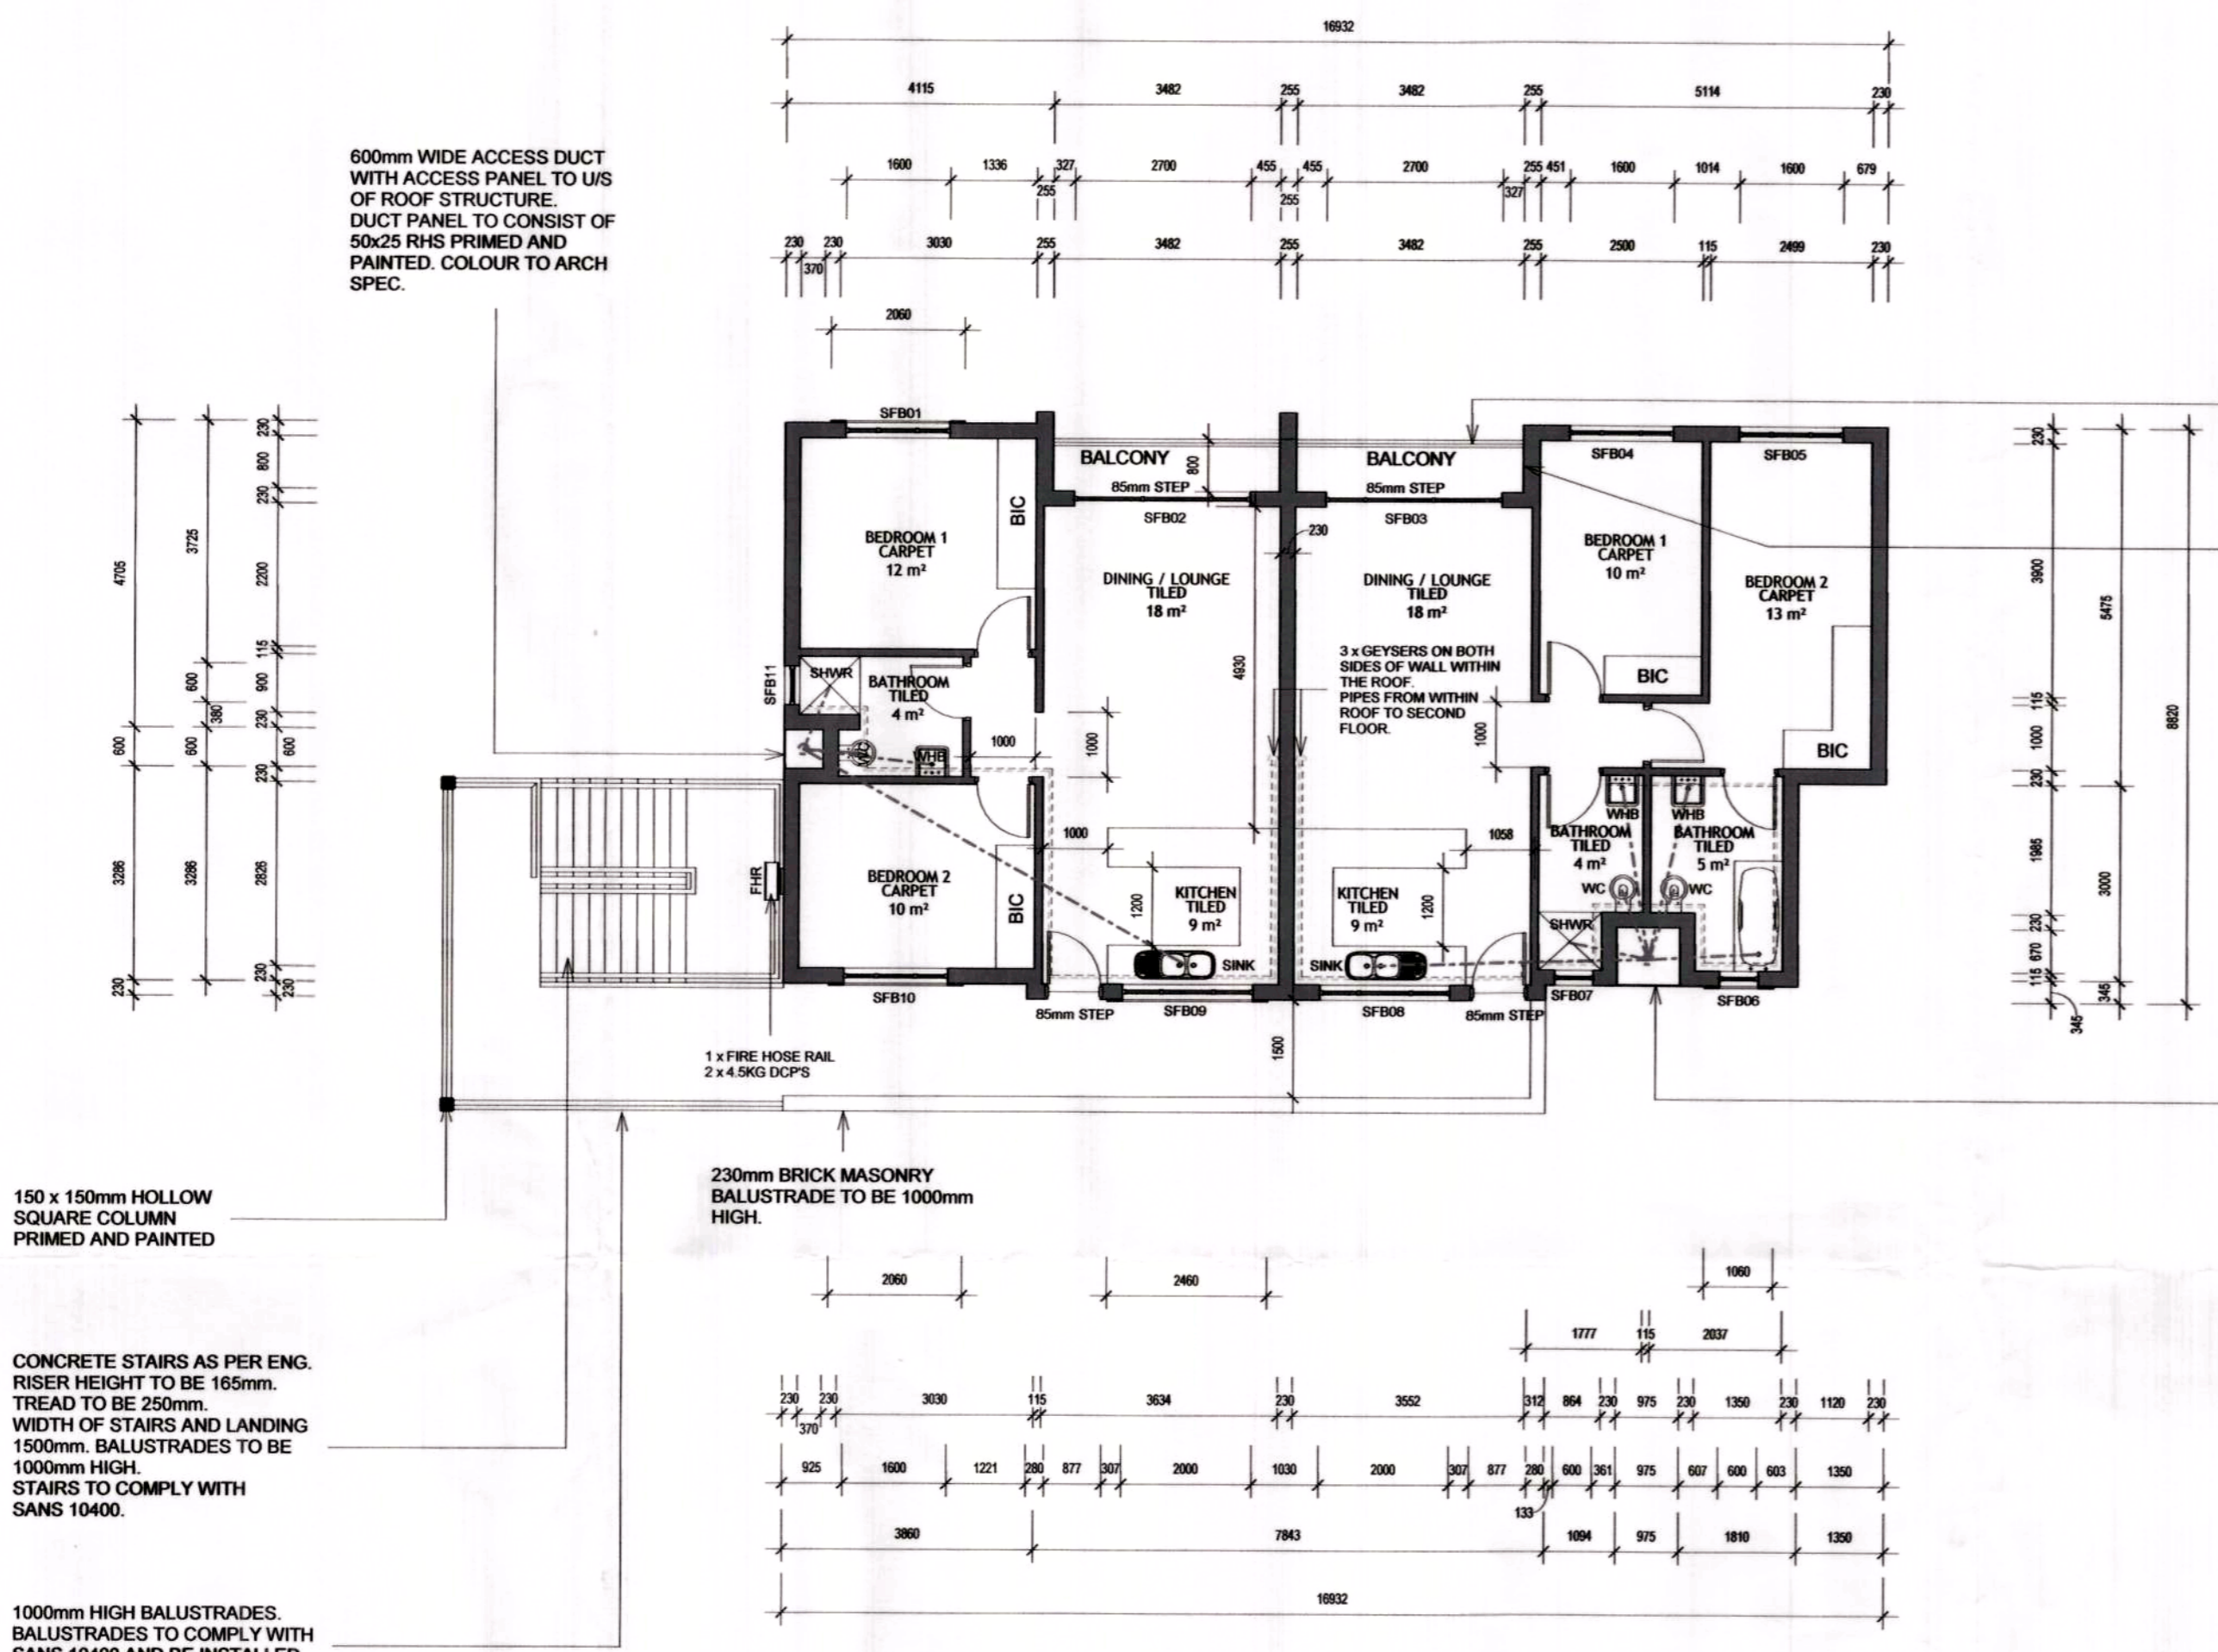 16932
4115
3482
255
3482
255
5114
230
1600
1336
327
2700
455
455
2700
255
451
1600
1014
1600
679
255
255
327
230
230
3030
255
3482
255
3482
255
2500
115
2499
230
370
2060
600mm WIDE ACCESS DUCT
WITH ACCESS PANEL TO U/S
OF ROOF STRUCTURE.
DUCT PANEL TO CONSIST OF
50x25 RHS PRIMED AND
PAINTED. COLOUR TO ARCH
SPEC.
4705
600
3286
230
3725
600
380
600
3286
230
800
230
2200
115
900
230
600
230
2826
230
230
SFB01
BALCONY
800
85mm STEP
SFB02
BALCONY
85mm STEP
SFB03
SFB04
SFB05
BIC
230
BEDROOM 1
CARPET
12 m²
DINING / LOUNGE
TILED
18 m²
DINING / LOUNGE
TILED
18 m²
BEDROOM 1
CARPET
10 m²
BEDROOM 2
CARPET
13 m²
4930
3 x GEYSERS ON BOTH
SIDES OF WALL WITHIN
THE ROOF.
PIPES FROM WITHIN
ROOF TO SECOND
FLOOR.
SFB11
SHWR
BATHROOM
TILED
4 m²
WC
WHB
1000
1000
1000
BIC
BIC
FHR
BEDROOM 2
CARPET
10 m²
BIC
1000
1200
KITCHEN
TILED
9 m²
SINK
KITCHEN
TILED
9 m²
1200
SINK
1058
WHB
BATHROOM
TILED
4 m²
WC
SHWR
WHB
BATHROOM
TILED
5 m²
WC
SFB10
85mm STEP
SFB09
SFB08
85mm STEP
SFB07
SFB06
1500
230
3900
115
1000
230
1985
230
670
115
345
5475
3000
345
8820
1 x FIRE HOSE RAIL
2 x 4.5KG DCP'S
230mm BRICK MASONRY
BALUSTRADE TO BE 1000mm
HIGH.
150 x 150mm HOLLOW
SQUARE COLUMN
PRIMED AND PAINTED
CONCRETE STAIRS AS PER ENG.
RISER HEIGHT TO BE 165mm.
TREAD TO BE 250mm.
WIDTH OF STAIRS AND LANDING
1500mm. BALUSTRADES TO BE
1000mm HIGH.
STAIRS TO COMPLY WITH
SANS 10400.
1000mm HIGH BALUSTRADES.
BALUSTRADES TO COMPLY WITH
SANS 10400 AND BE INSTALLED
2060
2460
1060
1777
115
2037
230
230
3030
115
3634
230
3552
312
864
230
975
230
1350
230
1120
230
370
925
1600
1221
280
877
307
2000
1030
2000
307
877
280
600
361
975
607
600
603
1350
133
3860
7843
1094
975
1810
1350
16932